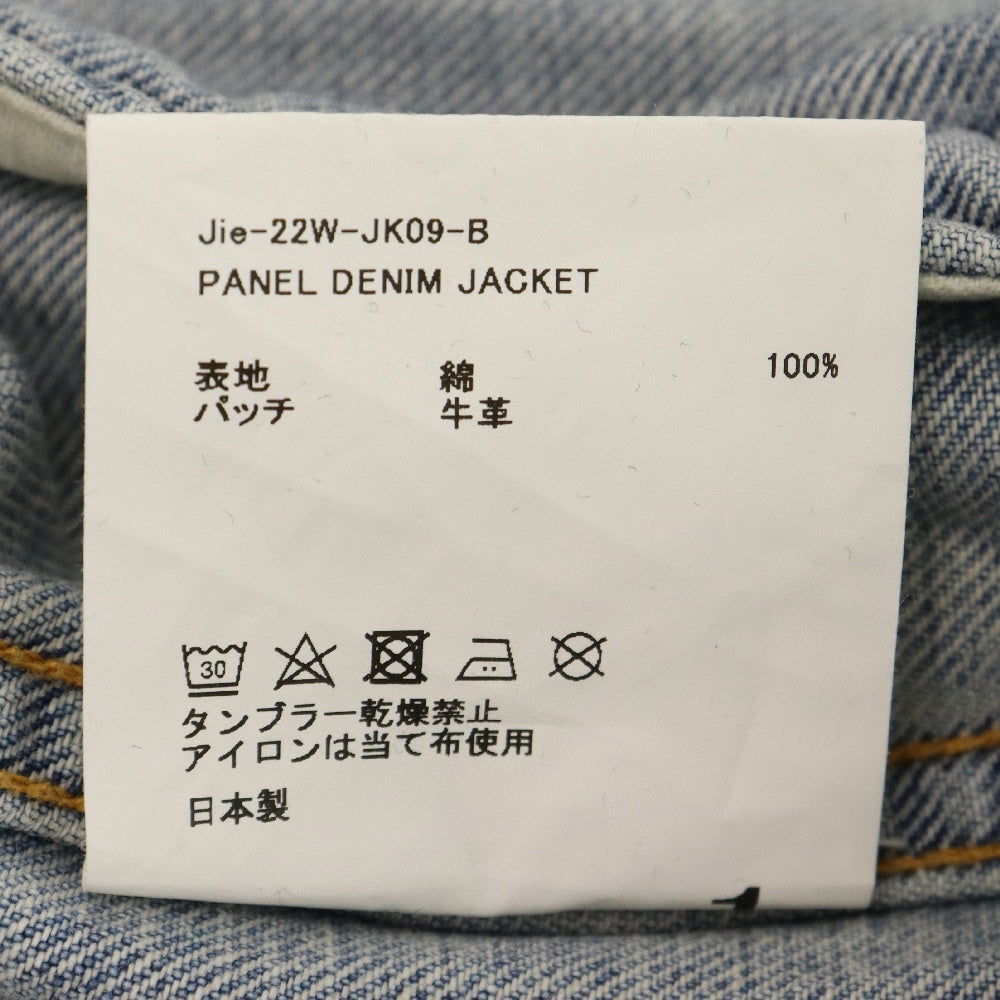 Jie-22W-JK09-B
PANEL DENIM JACKET
表地 綿 100%
パッチ 牛革
30
タンブラー乾燥禁止
アイロンは当て布使用
日本製